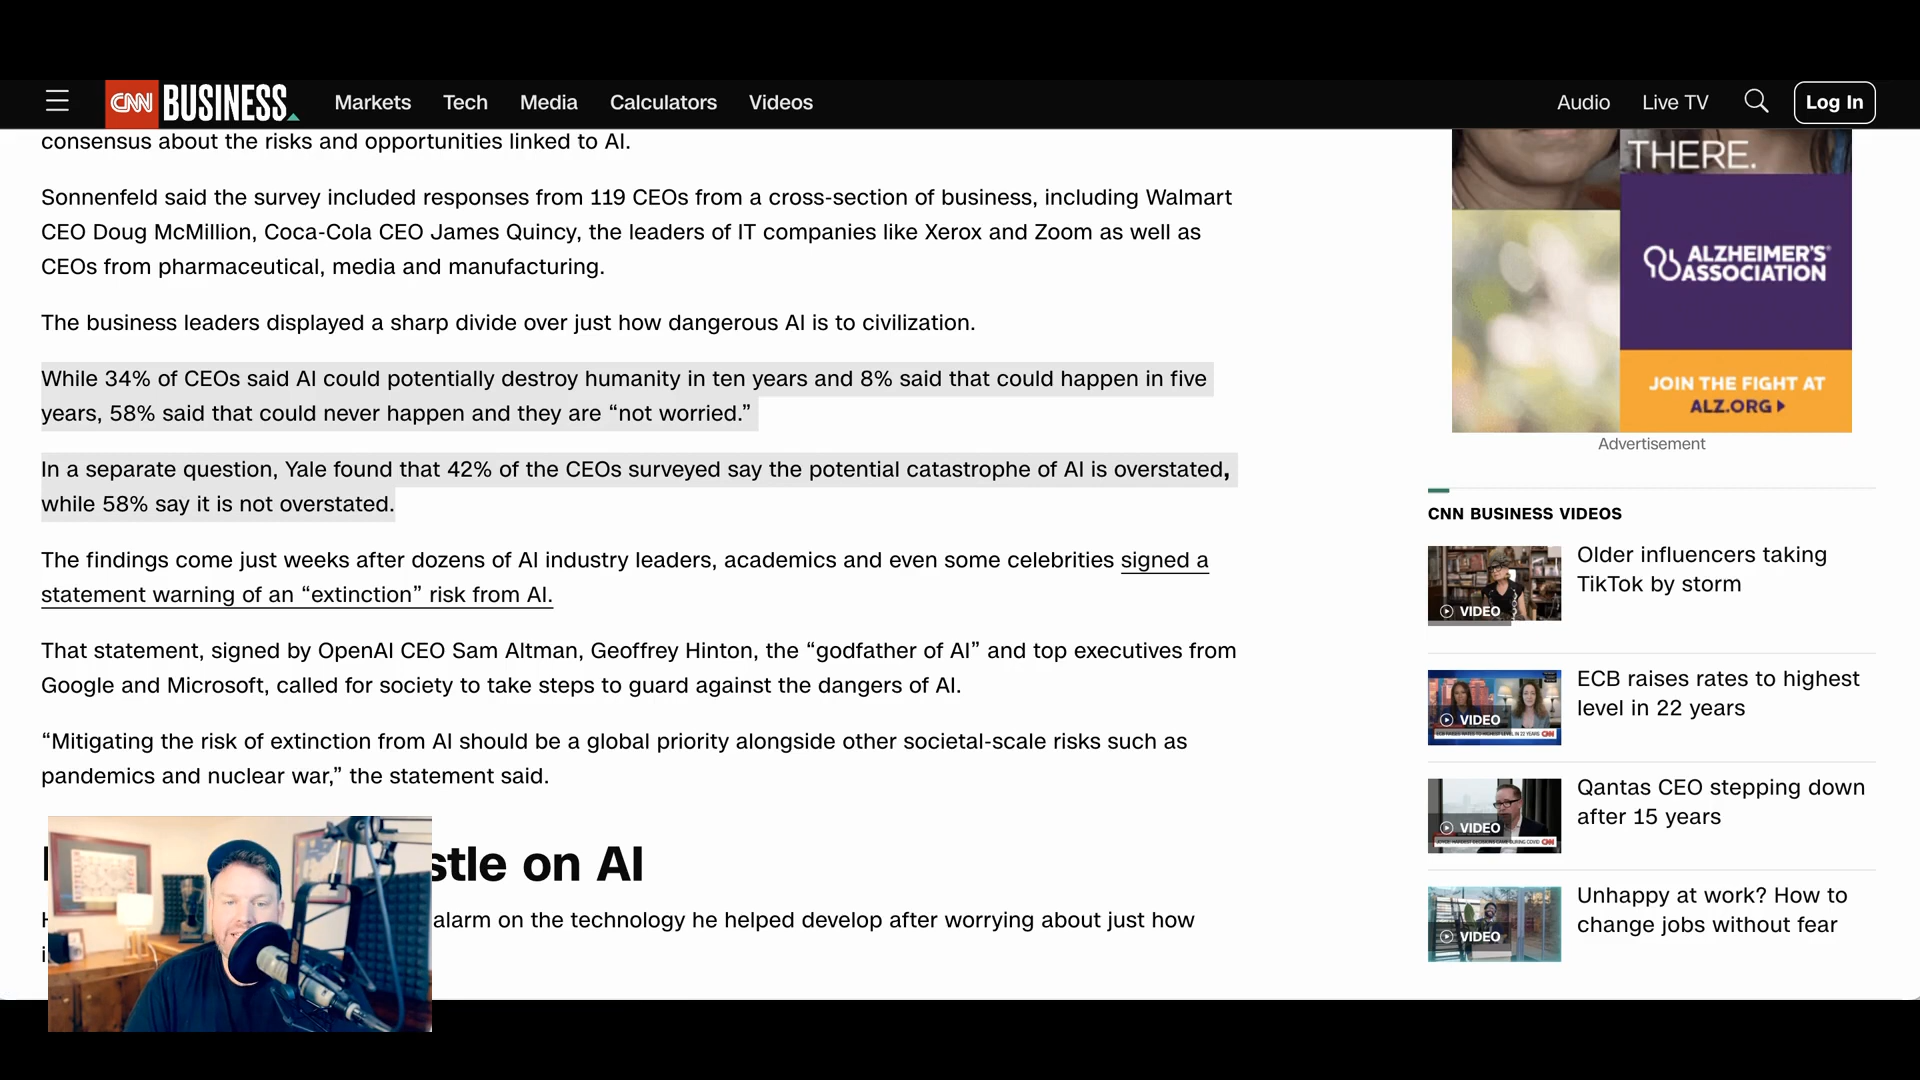 CNN BUSINESS
Markets Tech Media Calculators Videos
Audio Live TV Log In
consensus about the risks and opportunities linked to AI.
Sonnenfeld said the survey included responses from 119 CEOs from a cross-section of business, including Walmart
CEO Doug McMillion, Coca-Cola CEO James Quincy, the leaders of IT companies like Xerox and Zoom as well as
CEOs from pharmaceutical, media and manufacturing.
The business leaders displayed a sharp divide over just how dangerous AI is to civilization.
While 34% of CEOs said AI could potentially destroy humanity in ten years and 8% said that could happen in five
years, 58% said that could never happen and they are “not worried.”
In a separate question, Yale found that 42% of the CEOs surveyed say the potential catastrophe of AI is overstated,
while 58% say it is not overstated.
The findings come just weeks after dozens of AI industry leaders, academics and even some celebrities signed a
statement warning of an “extinction” risk from AI.
That statement, signed by OpenAI CEO Sam Altman, Geoffrey Hinton, the “godfather of AI” and top executives from
Google and Microsoft, called for society to take steps to guard against the dangers of AI.
“Mitigating the risk of extinction from AI should be a global priority alongside other societal-scale risks such as
pandemics and nuclear war,” the statement said.
stle on AI
alarm on the technology he helped develop after worrying about just how
THERE.
ALZHEIMER'S
ASSOCIATION
JOIN THE FIGHT AT
ALZ.ORG
Advertisement
CNN BUSINESS VIDEOS
VIDEO
Older influencers taking
TikTok by storm
VIDEO
ECB raises rates to highest
level in 22 years
VIDEO
Qantas CEO stepping down
after 15 years
VIDEO
Unhappy at work? How to
change jobs without fear